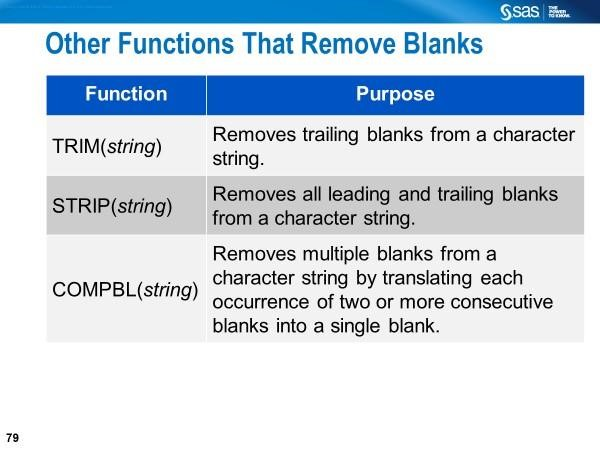 sas
THE
POWER
TO KNOW.
Other Functions That Remove Blanks
Function
Purpose
TRIM(string)
Removes trailing blanks from a character
string.
STRIP(string)
Removes all leading and trailing blanks
from a character string.
COMPBL(string)
Removes multiple blanks from a
character string by translating each
occurrence of two or more consecutive
blanks into a single blank.
79